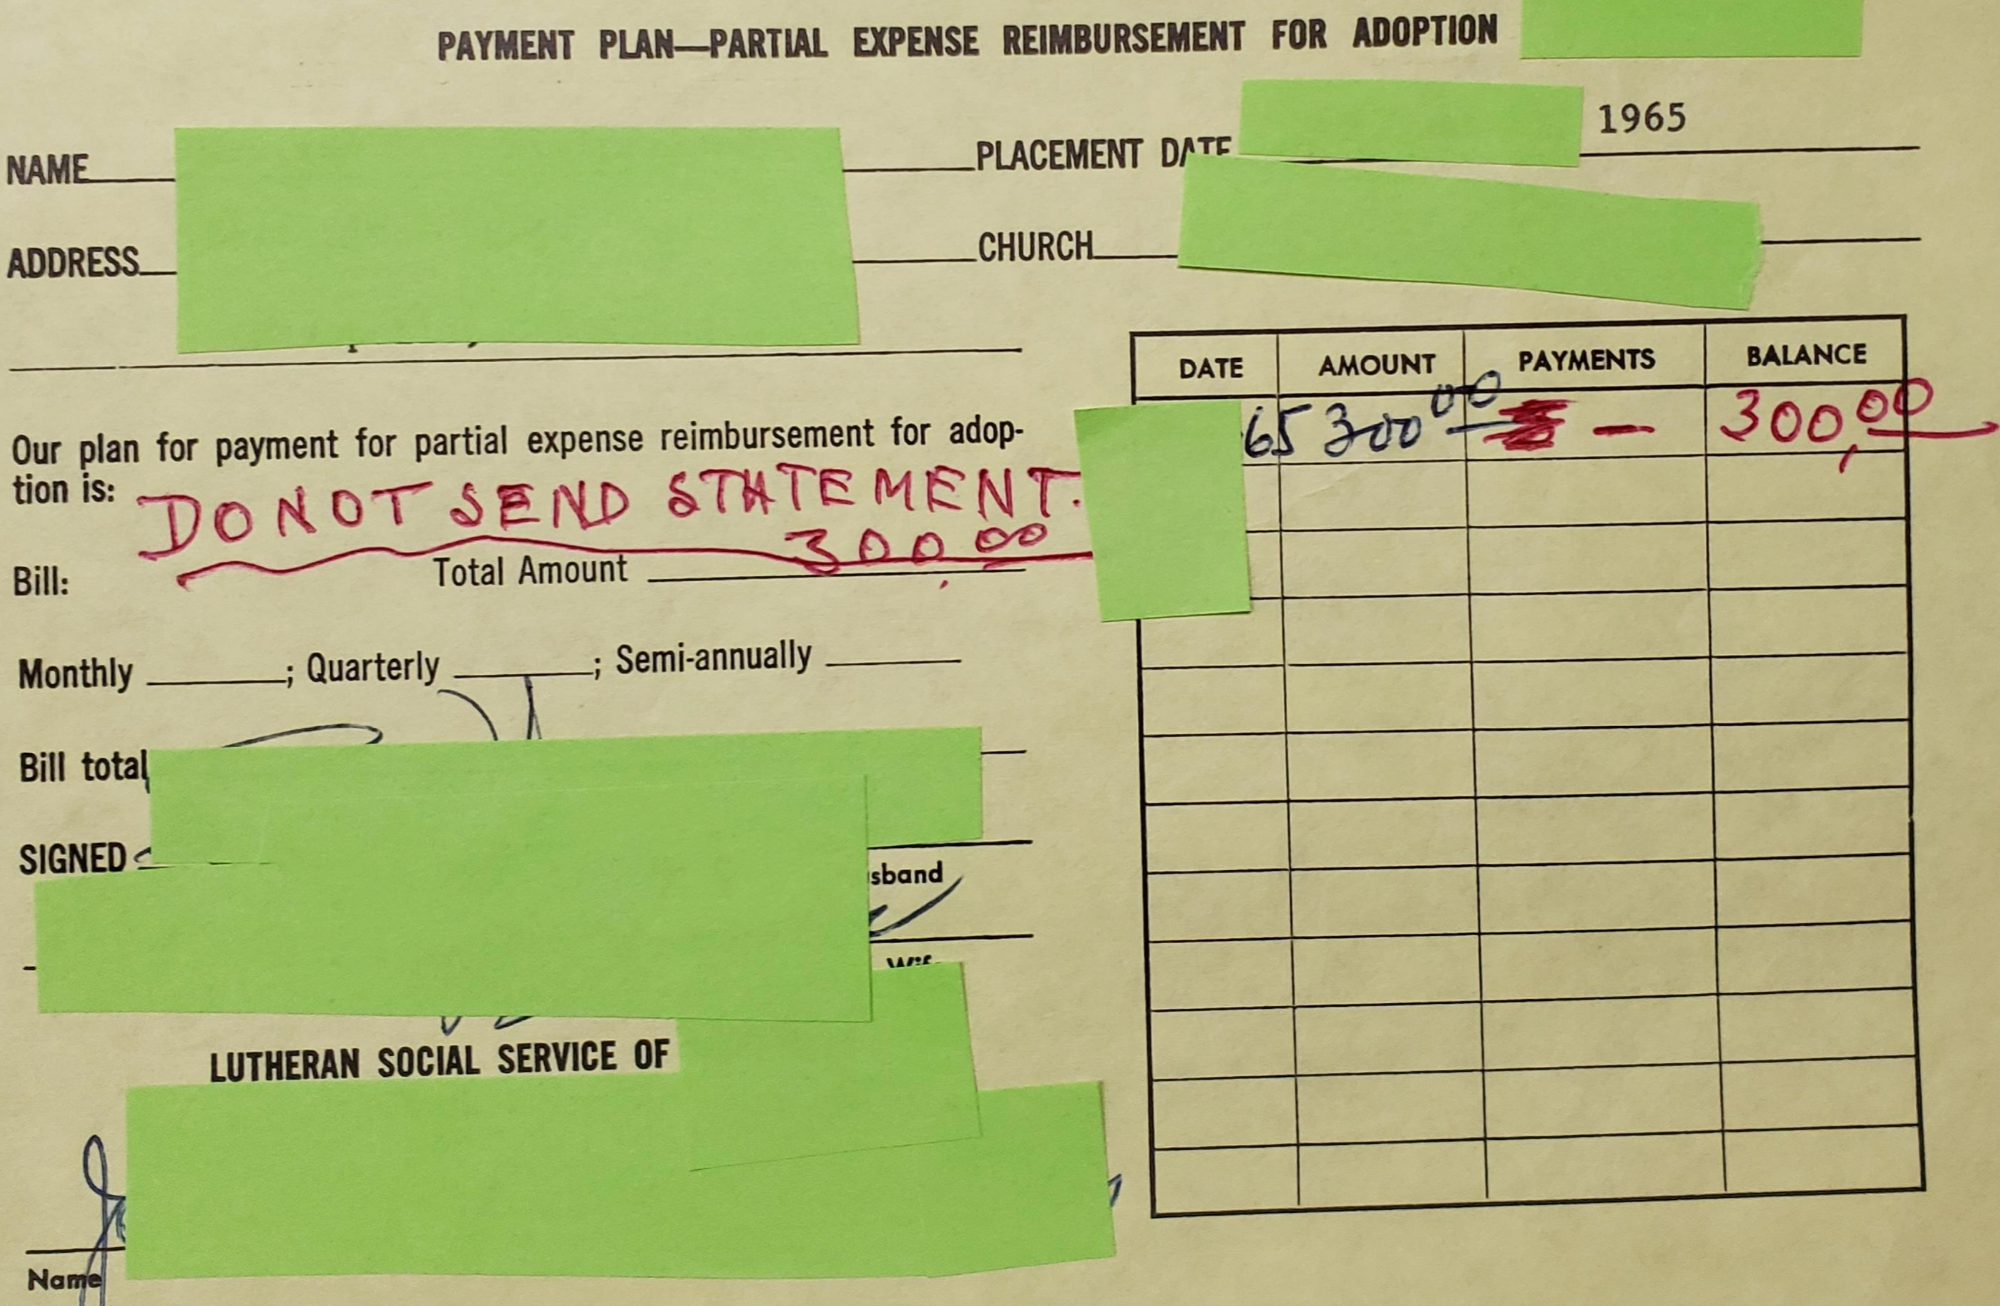 PAYMENT PLAN—PARTIAL EXPENSE REIMBURSEMENT FOR ADOPTION
NAME PLACEMENT DATE 1965
ADDRESS CHURCH
Our plan for payment for partial expense reimbursement for adop-
tion is: DO NOT SEND STATEMENT.
Bill: Total Amount 300.00
Monthly ; Quarterly ; Semi-annually
Bill total
SIGNED
sband
LUTHERAN SOCIAL SERVICE OF
Name
DATE AMOUNT PAYMENTS BALANCE
65 300 00 — 300,00